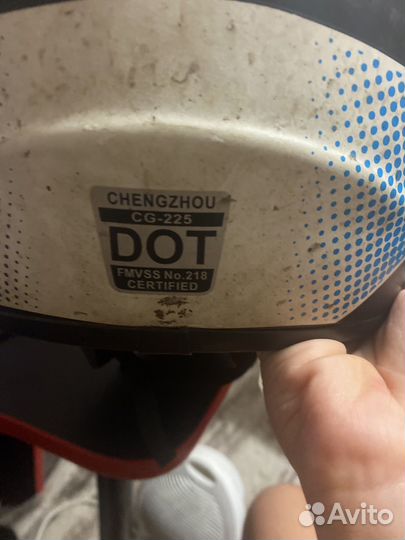 CHENGZHOU
CG-225
DOT
FMVSS No.218
CERTIFIED
Avito